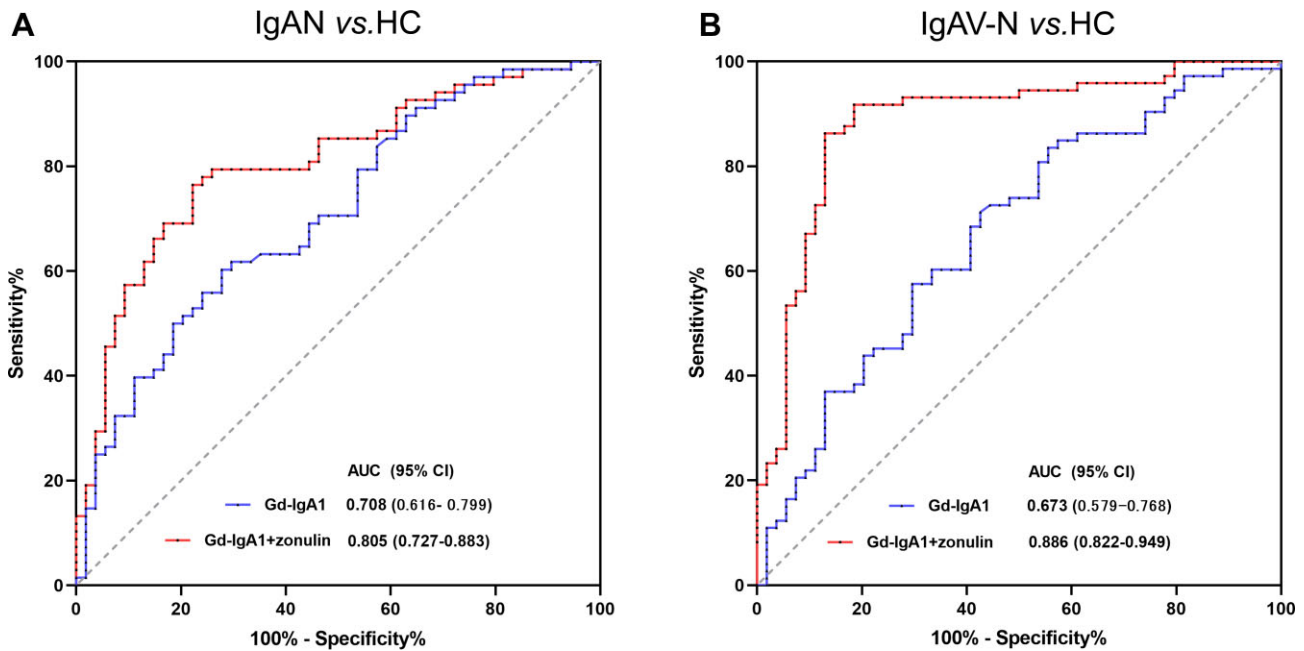 A
IgAN vs.HC
100
80
60
40
20
0
Sensitivity%
AUC (95% CI)
Gd-IgA1 0.708 (0.616- 0.799)
Gd-IgA1+zonulin 0.805 (0.727-0.883)
0 20 40 60 80 100
100% - Specificity%
B
IgAV-N vs.HC
100
80
60
40
20
0
Sensitivity%
AUC (95% CI)
Gd-IgA1 0.673 (0.579–0.768)
Gd-IgA1+zonulin 0.886 (0.822-0.949)
0 20 40 60 80 100
100% - Specificity%